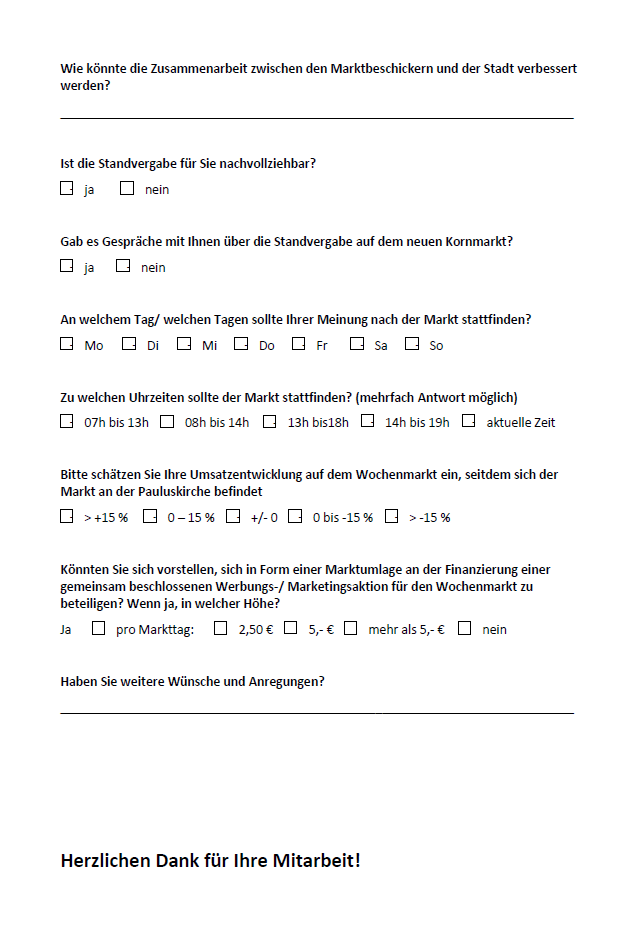 Wie könnte die Zusammenarbeit zwischen den Marktbeschickern und der Stadt verbessert
werden?
Ist die Standvergabe für Sie nachvollziehbar?
ja nein
Gab es Gespräche mit Ihnen über die Standvergabe auf dem neuen Kornmarkt?
ja nein
An welchem Tag/ welchen Tagen sollte Ihrer Meinung nach der Markt stattfinden?
Mo Di Mi Do Fr Sa So
Zu welchen Uhrzeiten sollte der Markt stattfinden? (mehrfach Antwort möglich)
07h bis 13h 08h bis 14h 13h bis18h 14h bis 19h aktuelle Zeit
Bitte schätzen Sie Ihre Umsatzentwicklung auf dem Wochenmarkt ein, seitdem sich der
Markt an der Pauluskirche befindet
> +15 % 0 – 15 % +/- 0 0 bis -15 % > -15 %
Könnten Sie sich vorstellen, sich in Form einer Marktumlage an der Finanzierung einer
gemeinsam beschlossenen Werbungs-/ Marketingsaktion für den Wochenmarkt zu
beteiligen? Wenn ja, in welcher Höhe?
Ja pro Markttag: 2,50 € 5,- € mehr als 5,- € nein
Haben Sie weitere Wünsche und Anregungen?
Herzlichen Dank für Ihre Mitarbeit!